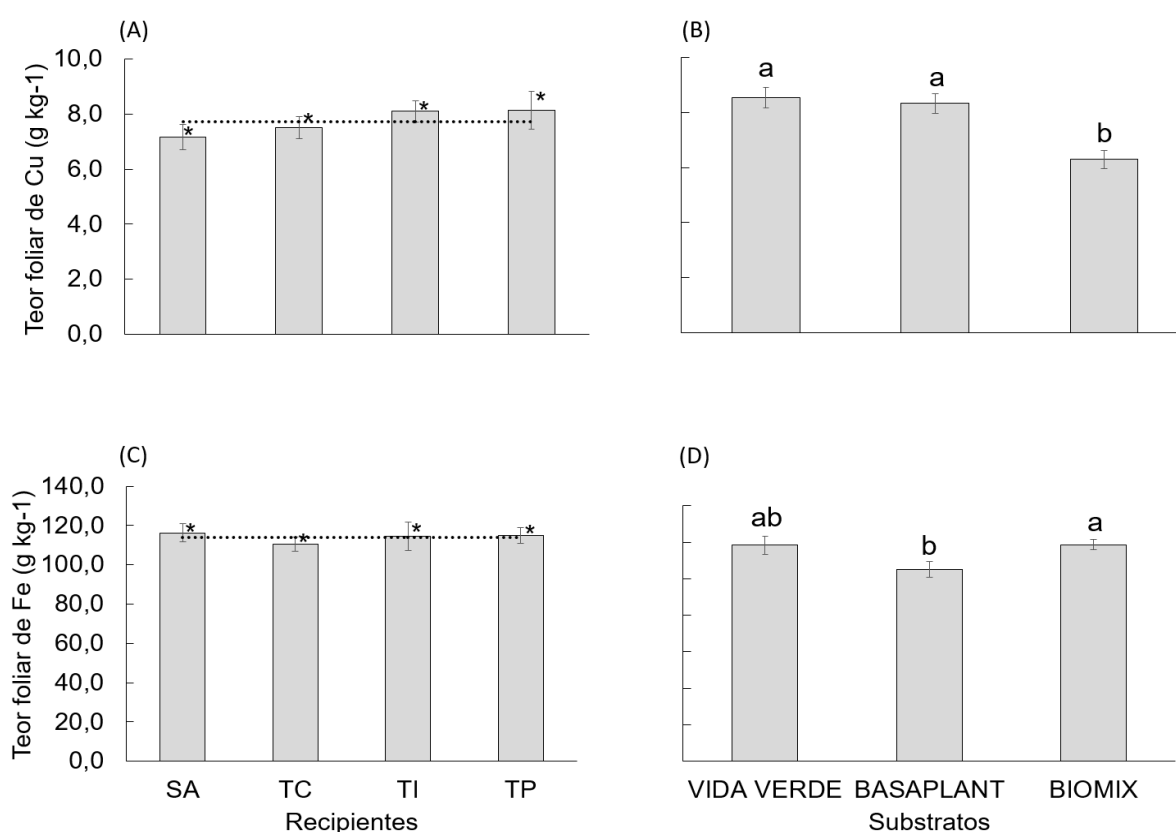 (A)
Teor foliar de Cu (g kg-1)
10,0
8,0
6,0
4,0
2,0
0,0
*
*
*
*
(B)
a
a
b
(C)
Teor foliar de Fe (g kg-1)
140,0
120,0
100,0
80,0
60,0
40,0
20,0
0,0
*
*
*
*
SA TC TI TP
Recipientes
(D)
ab
b
a
VIDA VERDE BASAPLANT BIOMIX
Substratos